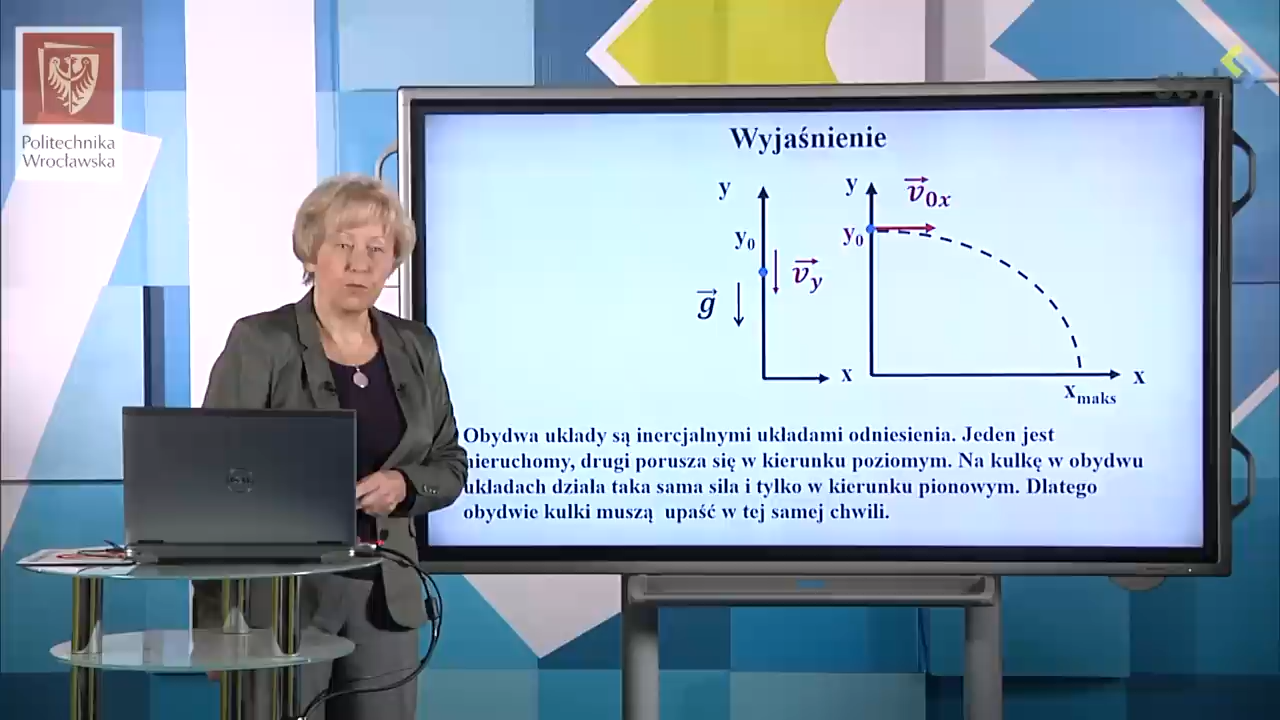 Politechnika
Wrocławska
Wyjaśnienie
y
y₀
v⃗y
g⃗
x
y
v⃗₀ₓ
y₀
x
xmaks
Obydwa układy są inercjalnymi układami odniesienia. Jeden jest
nieruchomy, drugi porusza się w kierunku poziomym. Na kulkę w obydwu
układach działa taka sama siła i tylko w kierunku pionowym. Dlatego
obydwie kulki muszą upaść w tej samej chwili.
DELL